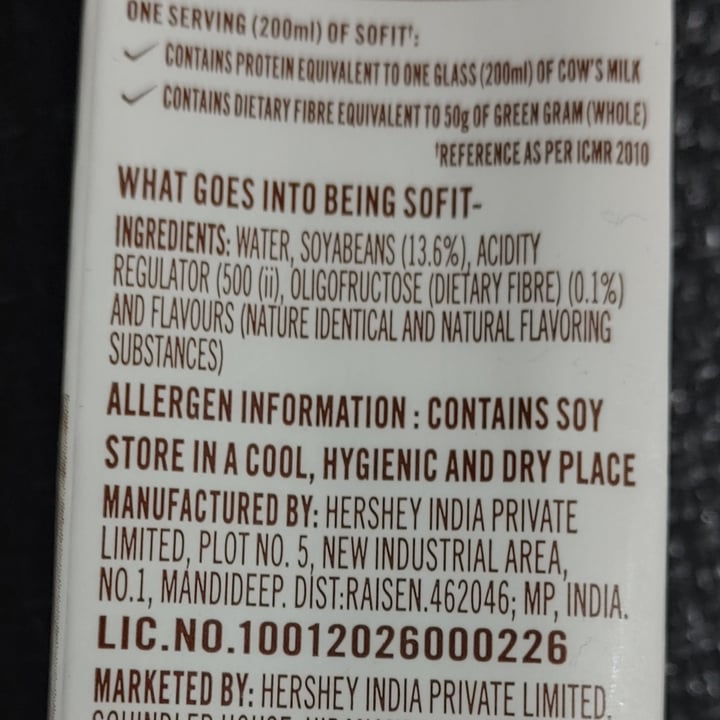 ONE SERVING (200ml) OF SOFIT†:
CONTAINS PROTEIN EQUIVALENT TO ONE GLASS (200ml) OF COW'S MILK
CONTAINS DIETARY FIBRE EQUIVALENT TO 50g OF GREEN GRAM (WHOLE)
†REFERENCE AS PER ICMR 2010
WHAT GOES INTO BEING SOFIT-
INGREDIENTS: WATER, SOYABEANS (13.6%), ACIDITY
REGULATOR (500 (ii), OLIGOFRUCTOSE (DIETARY FIBRE) (0.1%)
AND FLAVOURS (NATURE IDENTICAL AND NATURAL FLAVORING
SUBSTANCES)
ALLERGEN INFORMATION : CONTAINS SOY
STORE IN A COOL, HYGIENIC AND DRY PLACE
MANUFACTURED BY: HERSHEY INDIA PRIVATE
LIMITED, PLOT NO. 5, NEW INDUSTRIAL AREA,
NO.1, MANDIDEEP. DIST:RAISEN.462046; MP, INDIA.
LIC.NO.10012026000226
MARKETED BY: HERSHEY INDIA PRIVATE LIMITED,